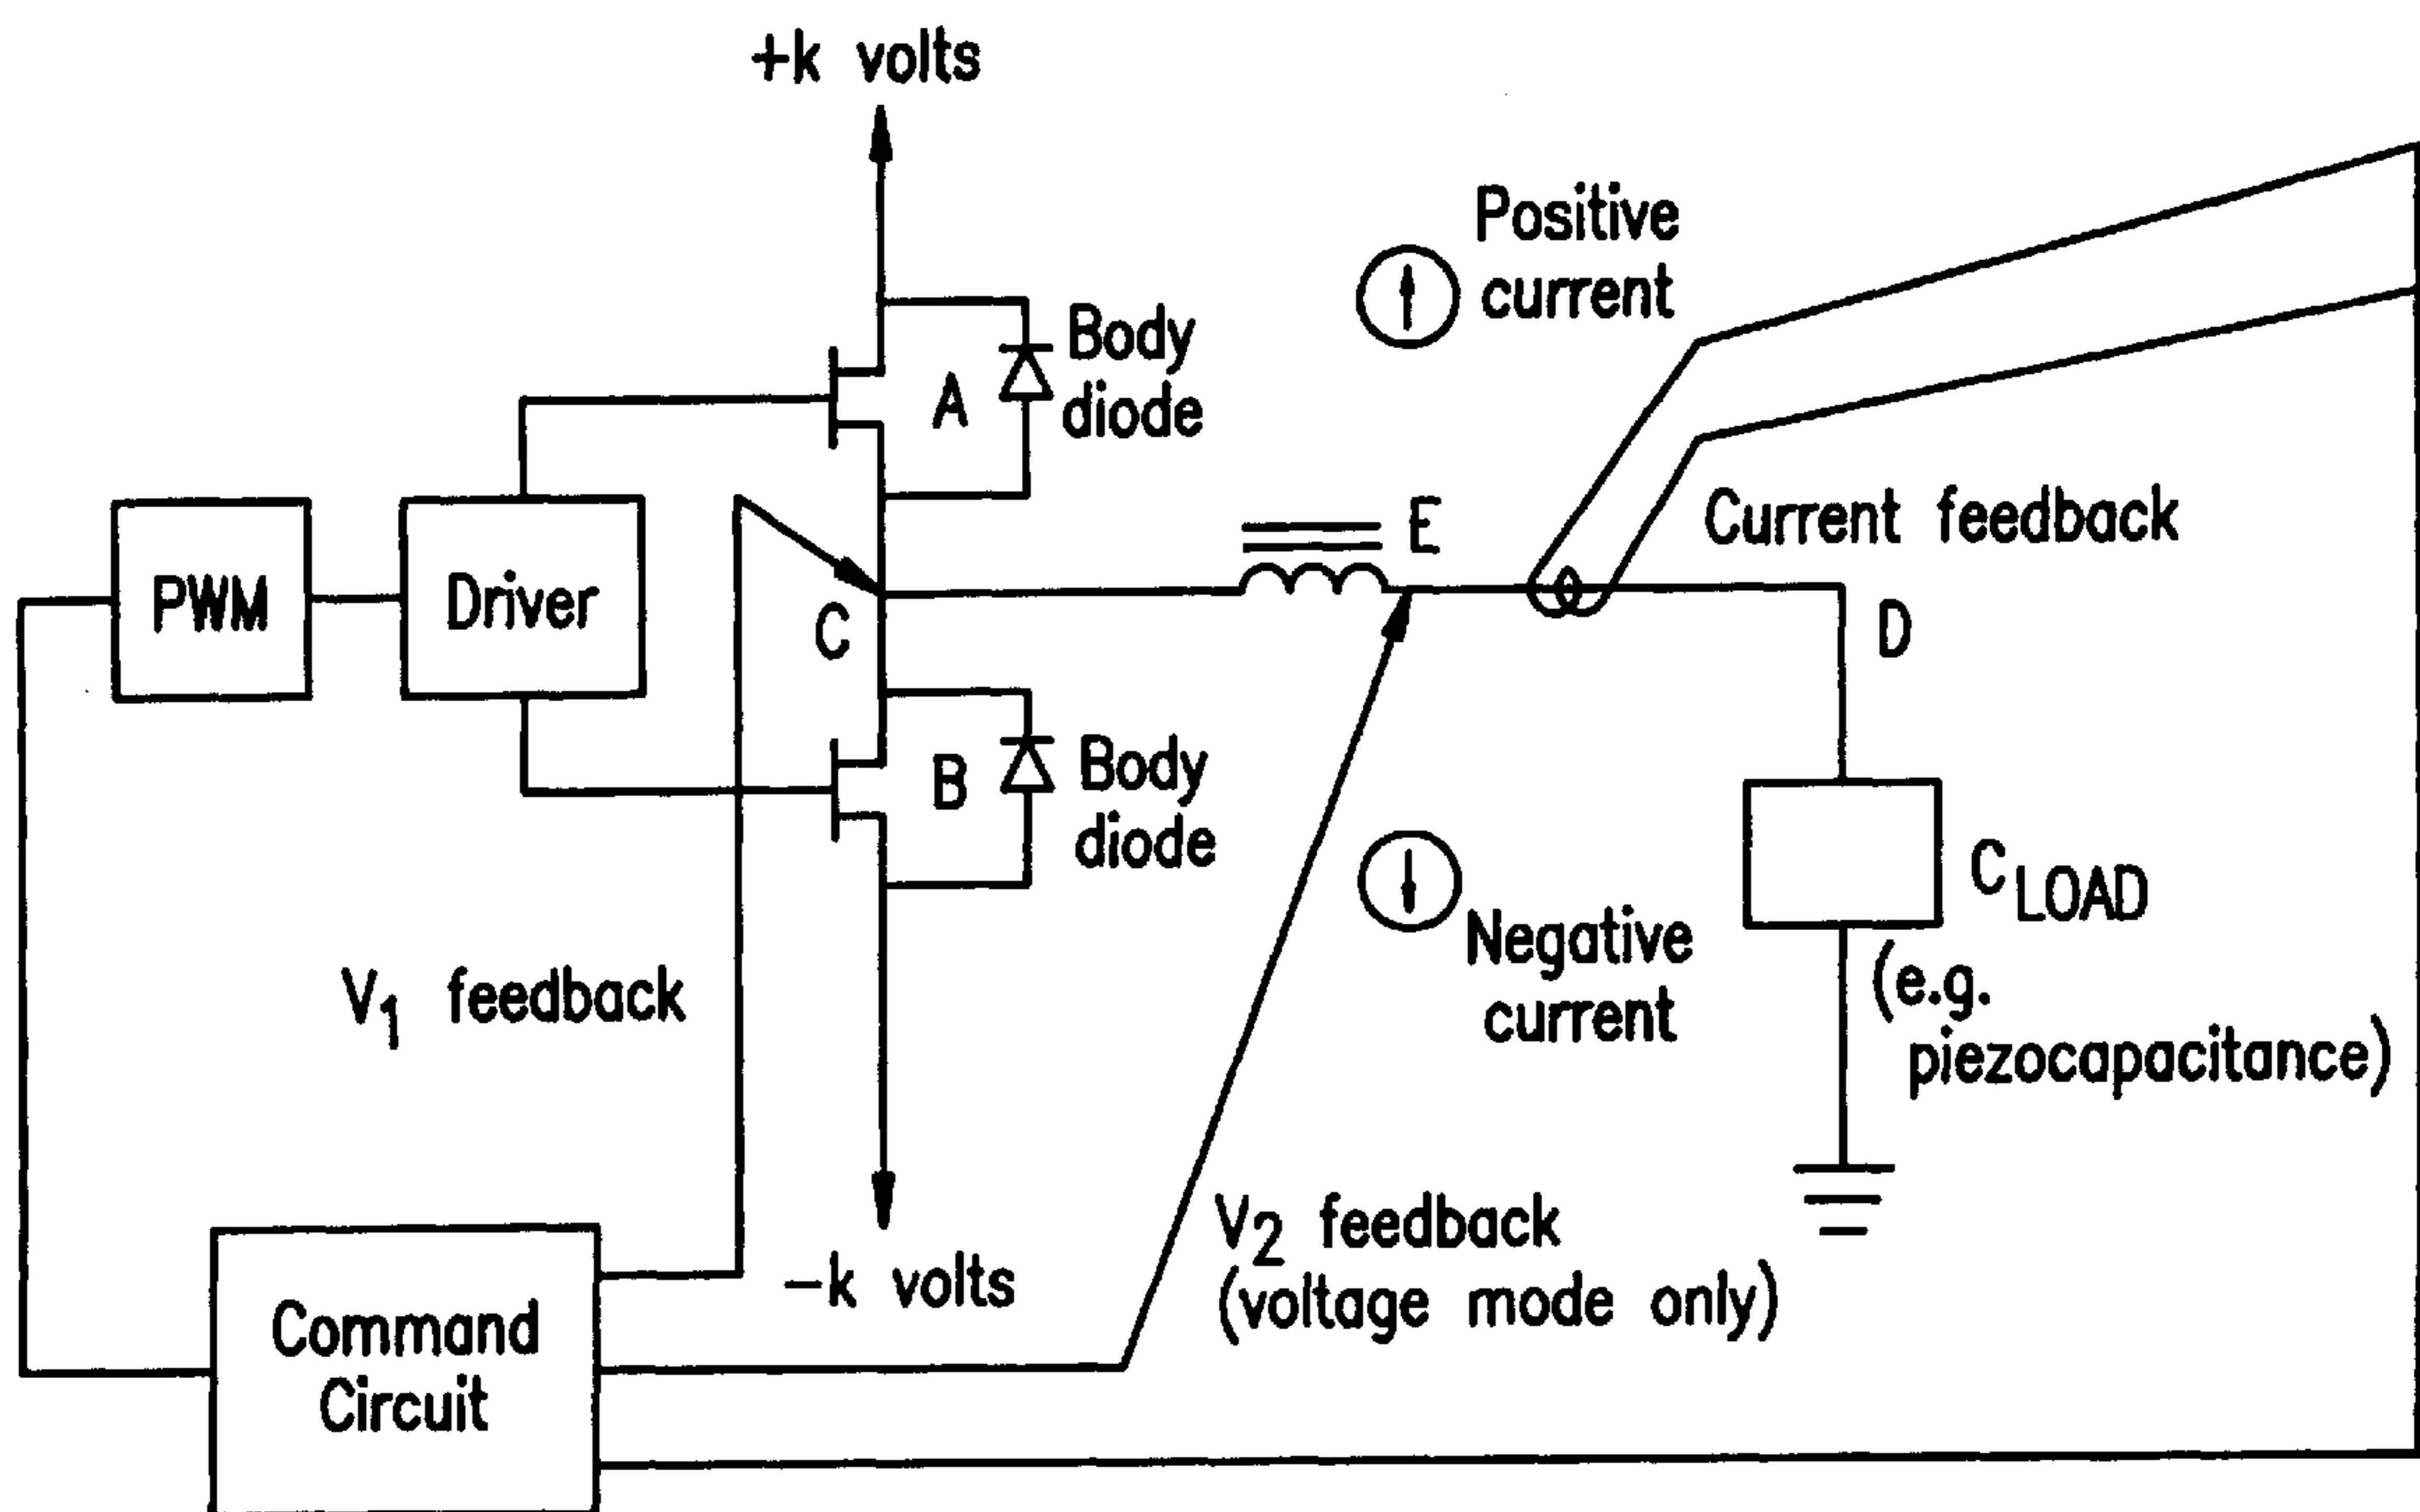 +k volts
Positive
current
Body
diode
A
E
Current feedback
PWM
Driver
C
D
B
Body
diode
CLOAD
(e.g.
piezocapacitance)
Negative
current
V1 feedback
V2 feedback
(voltage mode only)
−k volts
Command
Circuit